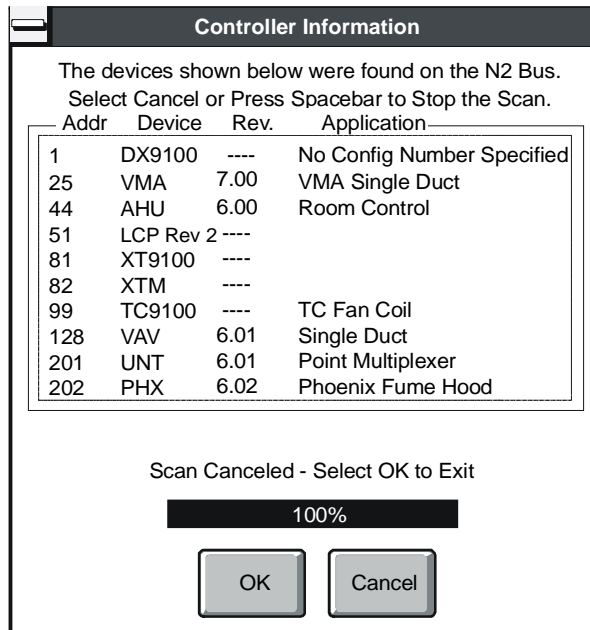 Controller Information
The devices shown below were found on the N2 Bus.
Select Cancel or Press Spacebar to Stop the Scan.
Addr Device Rev. Application
1 DX9100 ---- No Config Number Specified
25 VMA 7.00 VMA Single Duct
44 AHU 6.00 Room Control
51 LCP Rev 2 ----
81 XT9100 ----
82 XTM ----
99 TC9100 ---- TC Fan Coil
128 VAV 6.01 Single Duct
201 UNT 6.01 Point Multiplexer
202 PHX 6.02 Phoenix Fume Hood
Scan Canceled - Select OK to Exit
100%
OK Cancel